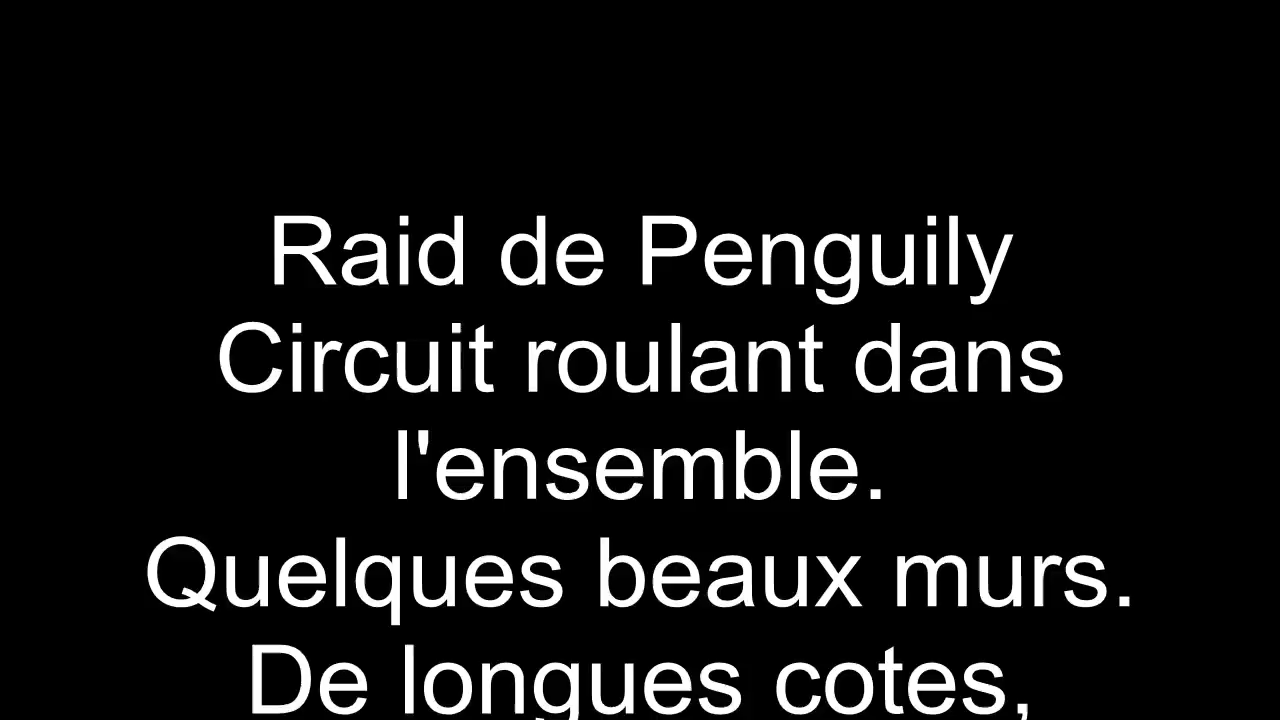 Raid de Penguily
Circuit roulant dans
l'ensemble.
Quelques beaux murs.
De longues cotes,